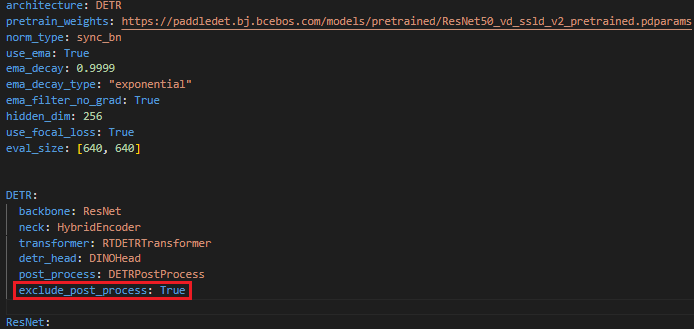 architecture: DETR
pretrain_weights: https://paddledet.bj.bcebos.com/models/pretrained/ResNet50_vd_ssld_v2_pretrained.pdparams
norm_type: sync_bn
use_ema: True
ema_decay: 0.9999
ema_decay_type: "exponential"
ema_filter_no_grad: True
hidden_dim: 256
use_focal_loss: True
eval_size: [640, 640]
DETR:
backbone: ResNet
neck: HybridEncoder
transformer: RTDETRTransformer
detr_head: DINOHead
post_process: DETRPostProcess
exclude_post_process: True
ResNet: